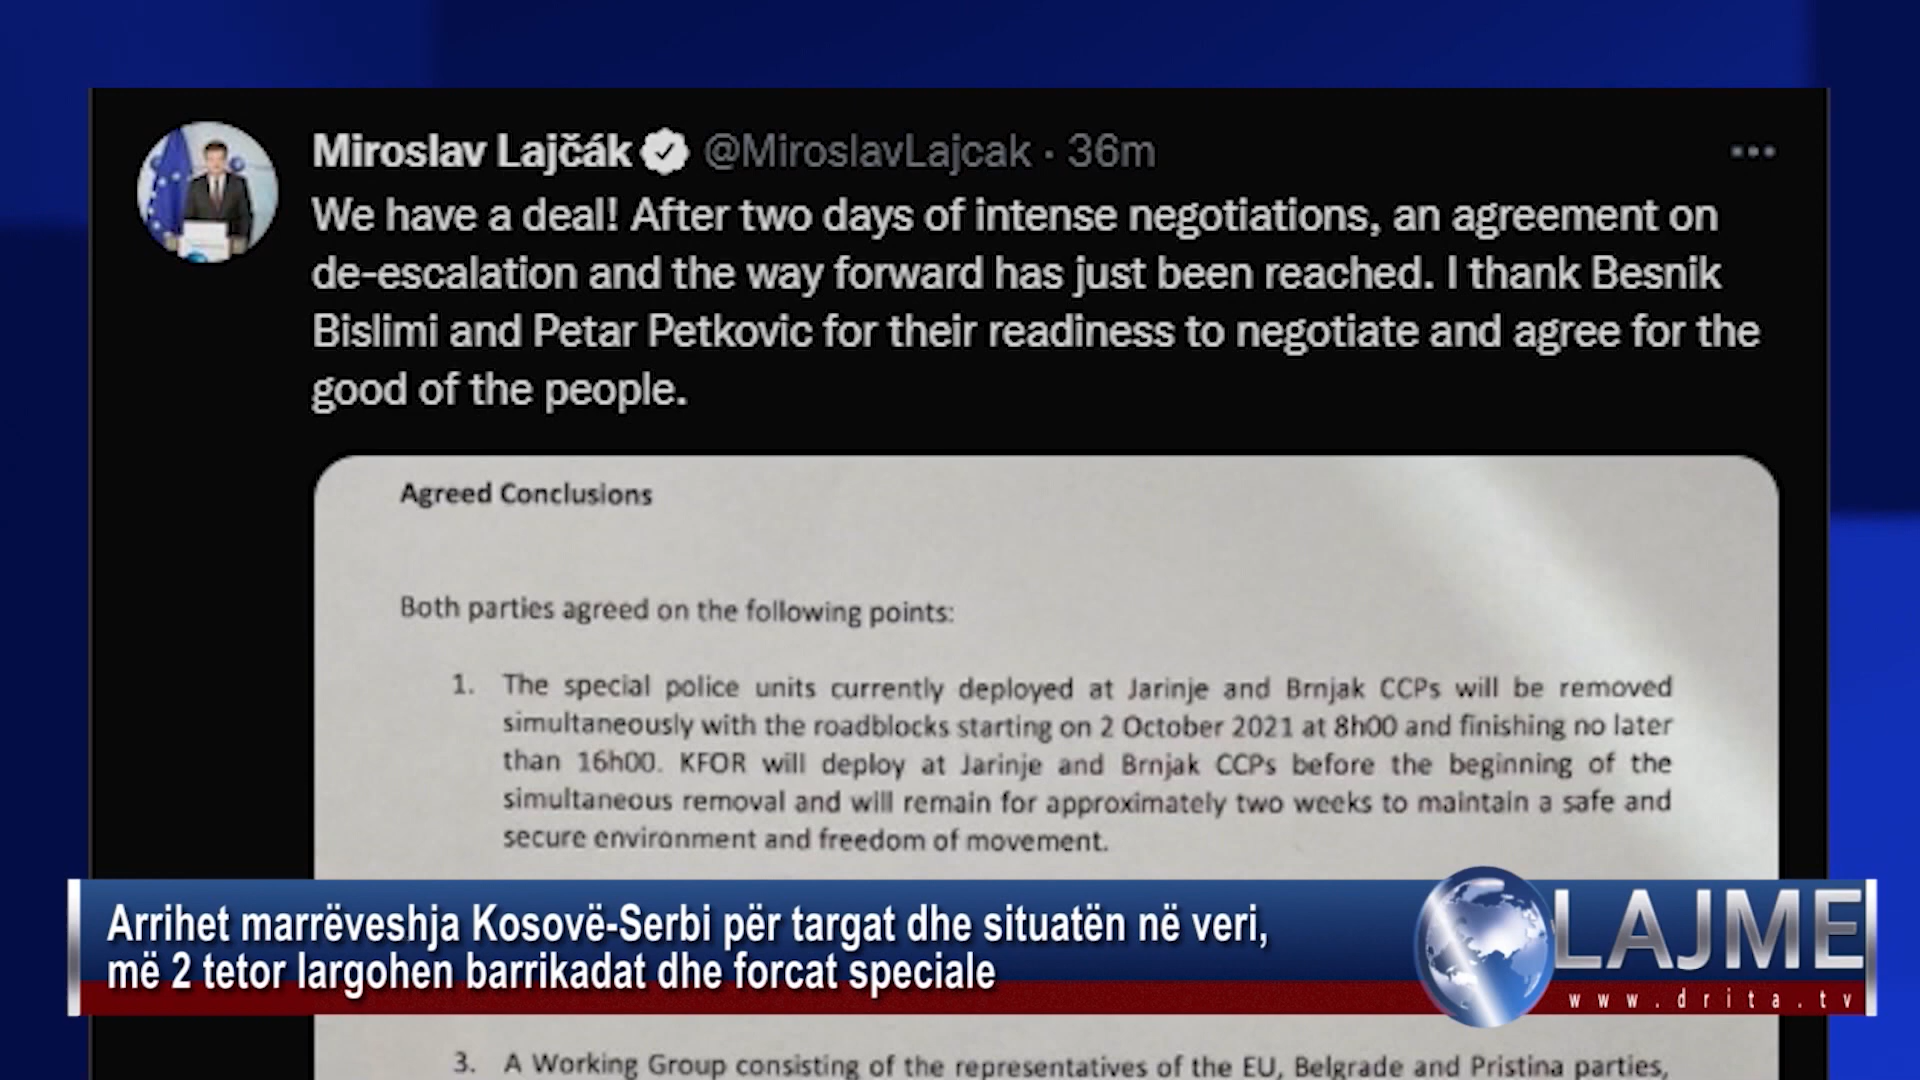 Miroslav Lajčák @MiroslavLajcak · 36m
We have a deal! After two days of intense negotiations, an agreement on
de-escalation and the way forward has just been reached. I thank Besnik
Bislimi and Petar Petkovic for their readiness to negotiate and agree for the
good of the people.
Agreed Conclusions
Both parties agreed on the following points:
1. The special police units currently deployed at Jarinje and Brnjak CCPs will be removed
simultaneously with the roadblocks starting on 2 October 2021 at 8h00 and finishing no later
than 16h00. KFOR will deploy at Jarinje and Brnjak CCPs before the beginning of the
simultaneous removal and will remain for approximately two weeks to maintain a safe and
secure environment and freedom of movement.
Arrihet marrëveshja Kosovë-Serbi për targat dhe situatën në veri,
më 2 tetor largohen barrikadat dhe forcat speciale
LAJME
www.drita.tv
3. A Working Group consisting of the representatives of the EU, Belgrade and Pristina parties,